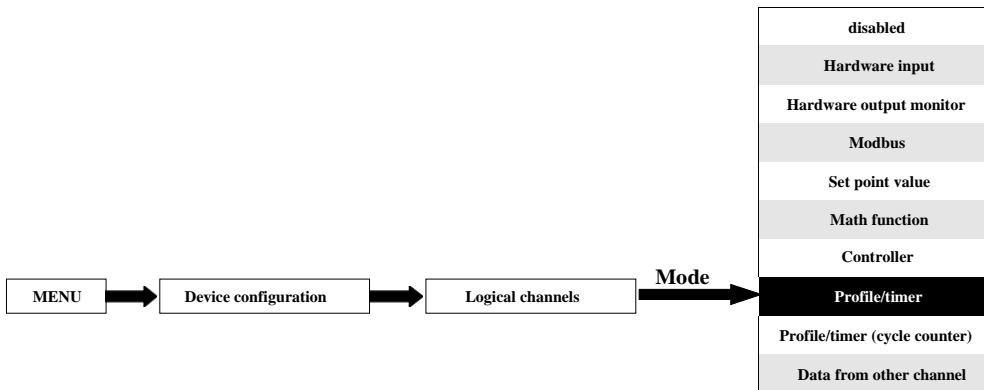 disabled
Hardware input
Hardware output monitor
Modbus
Set point value
Math function
Controller
MENU
Device configuration
Logical channels
Mode
Profile/timer
Profile/timer (cycle counter)
Data from other channel